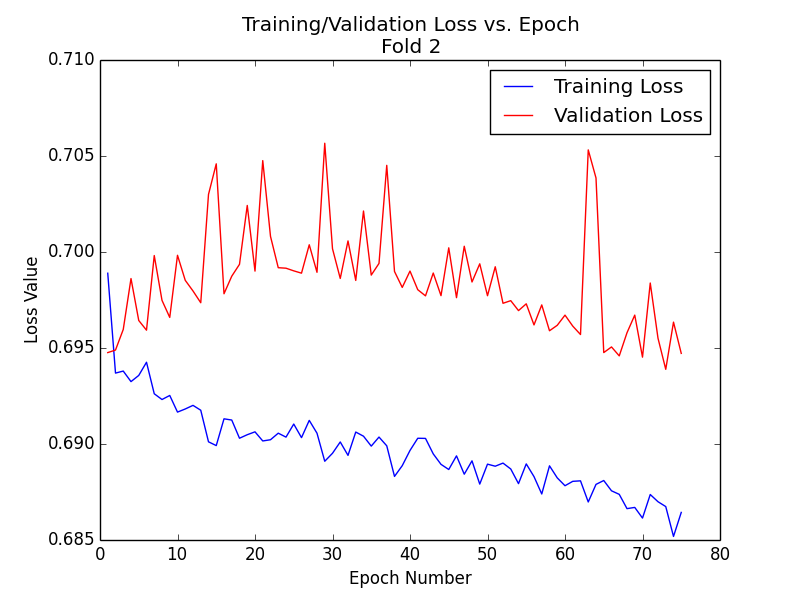 Training/Validation Loss vs. Epoch
Fold 2
Training Loss
Validation Loss
Loss Value
0.710
0.705
0.700
0.695
0.690
0.685
0 10 20 30 40 50 60 70 80
Epoch Number